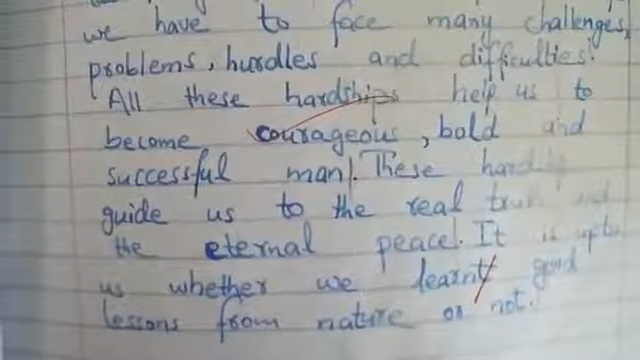 we have to face many challenges,
problems, hurdles and difficulties.
All these hardships help us to
become courageous, bold and
successful man. These
guide us to the real
the eternal peace. It is upto
us whether we learnt good
lessons from nature or not.